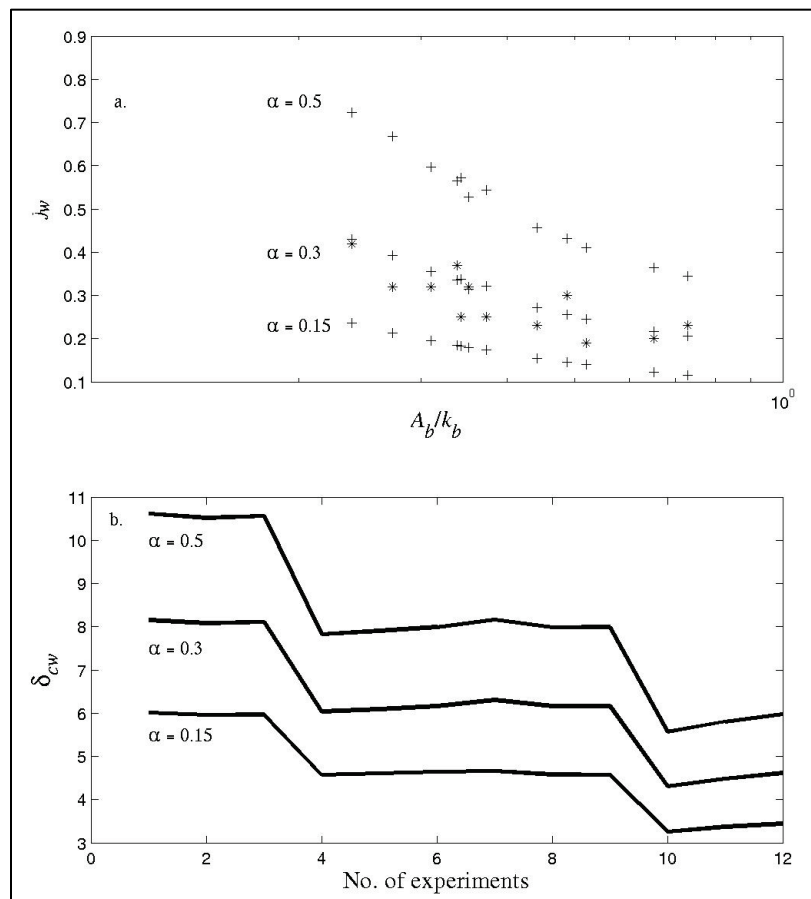 0.9
0.8
a.
α = 0.5
0.7
0.6
j_w
0.5
0.4
α = 0.3
0.3
α = 0.15
0.2
0.1
10^0
A_b/k_b
11
b.
10
α = 0.5
9
8
α = 0.3
7
δ_cw
6
α = 0.15
5
4
3
0 2 4 6 8 10 12
No. of experiments